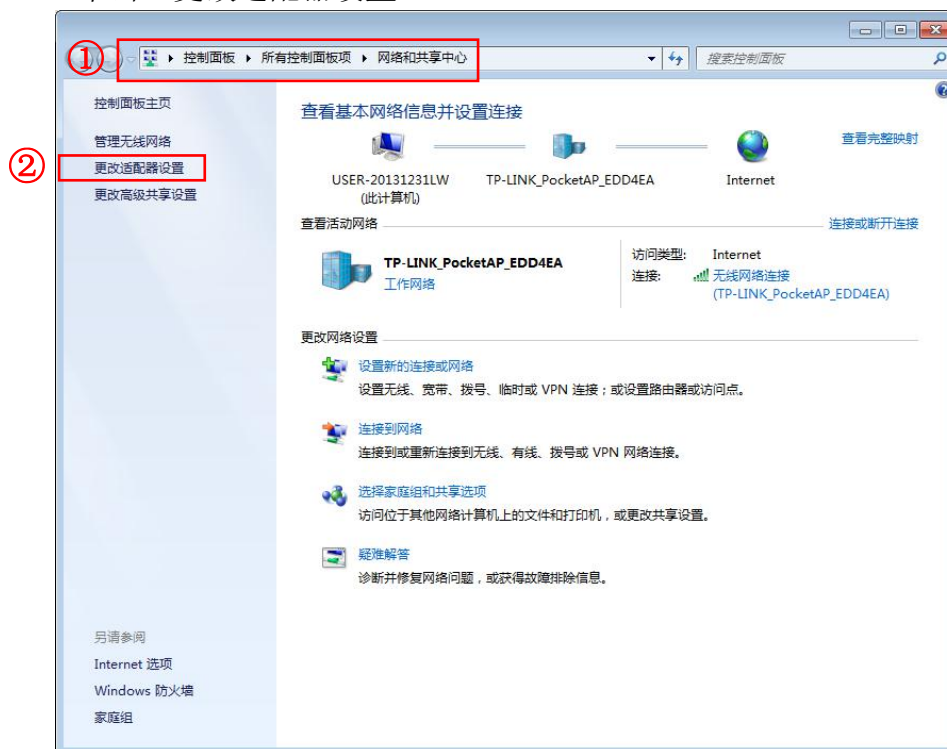 ①
控制面板 ▸ 所有控制面板项 ▸ 网络和共享中心
搜索控制面板
控制面板主页
管理无线网络
②
更改适配器设置
更改高级共享设置
查看基本网络信息并设置连接
查看完整映射
USER-20131231LW
(此计算机)
TP-LINK_PocketAP_EDD4EA
Internet
查看活动网络
连接或断开连接
TP-LINK_PocketAP_EDD4EA
工作网络
访问类型: Internet
连接: 无线网络连接
(TP-LINK_PocketAP_EDD4EA)
更改网络设置
设置新的连接或网络
设置无线、宽带、拨号、临时或 VPN 连接；或设置路由器或访问点。
连接到网络
连接到或重新连接到无线、有线、拨号或 VPN 网络连接。
选择家庭组和共享选项
访问位于其他网络计算机上的文件和打印机，或更改共享设置。
疑难解答
诊断并修复网络问题，或获得故障排除信息。
另请参阅
Internet 选项
Windows 防火墙
家庭组